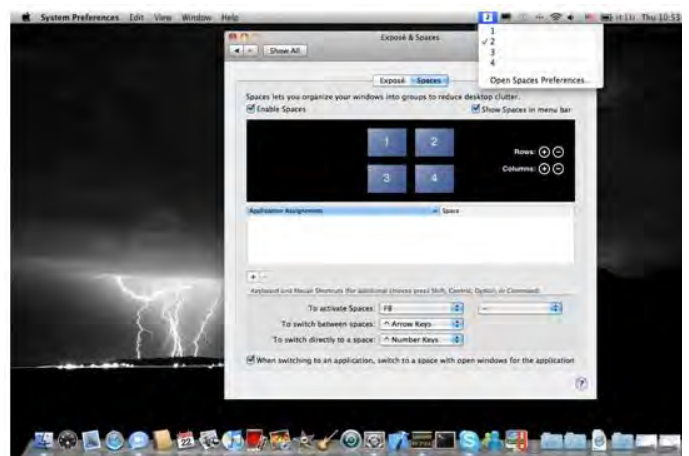 System Preferences Edit View Window Help
Thu 10:53
1
✓ 2
3
4
Open Spaces Preferences...
Exposé & Spaces
Show All
Exposé Spaces
Spaces lets you organize your windows into groups to reduce desktop clutter.
Enable Spaces
Show Spaces in menu bar
1 2
3 4
Rows:
Columns:
Application Assignments Space
+ -
Keyboard and Mouse Shortcuts (for additional choices press Shift, Control, Option, or Command)
To activate Spaces: F8 -
To switch between spaces: ^ Arrow Keys
To switch directly to a space: ^ Number Keys
When switching to an application, switch to a space with open windows for the application
?
22